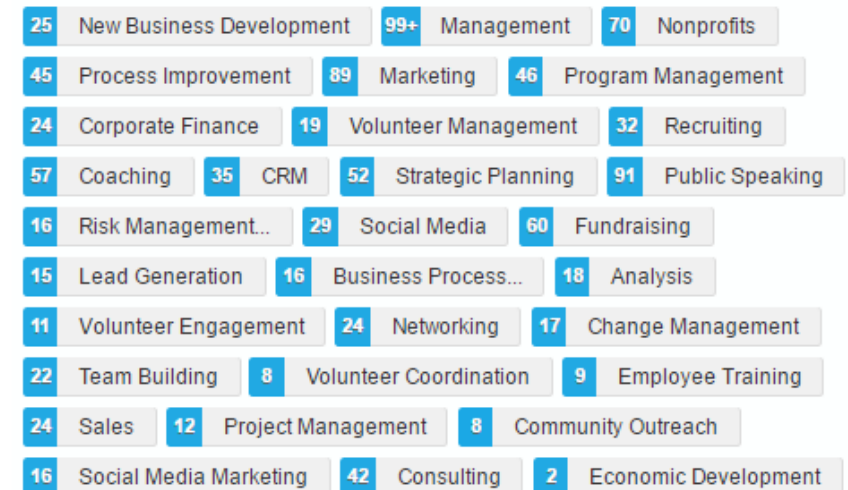 25 New Business Development 99+ Management 70 Nonprofits
45 Process Improvement 89 Marketing 46 Program Management
24 Corporate Finance 19 Volunteer Management 32 Recruiting
57 Coaching 35 CRM 52 Strategic Planning 91 Public Speaking
16 Risk Management... 29 Social Media 60 Fundraising
15 Lead Generation 16 Business Process... 18 Analysis
11 Volunteer Engagement 24 Networking 17 Change Management
22 Team Building 8 Volunteer Coordination 9 Employee Training
24 Sales 12 Project Management 8 Community Outreach
16 Social Media Marketing 42 Consulting 2 Economic Development